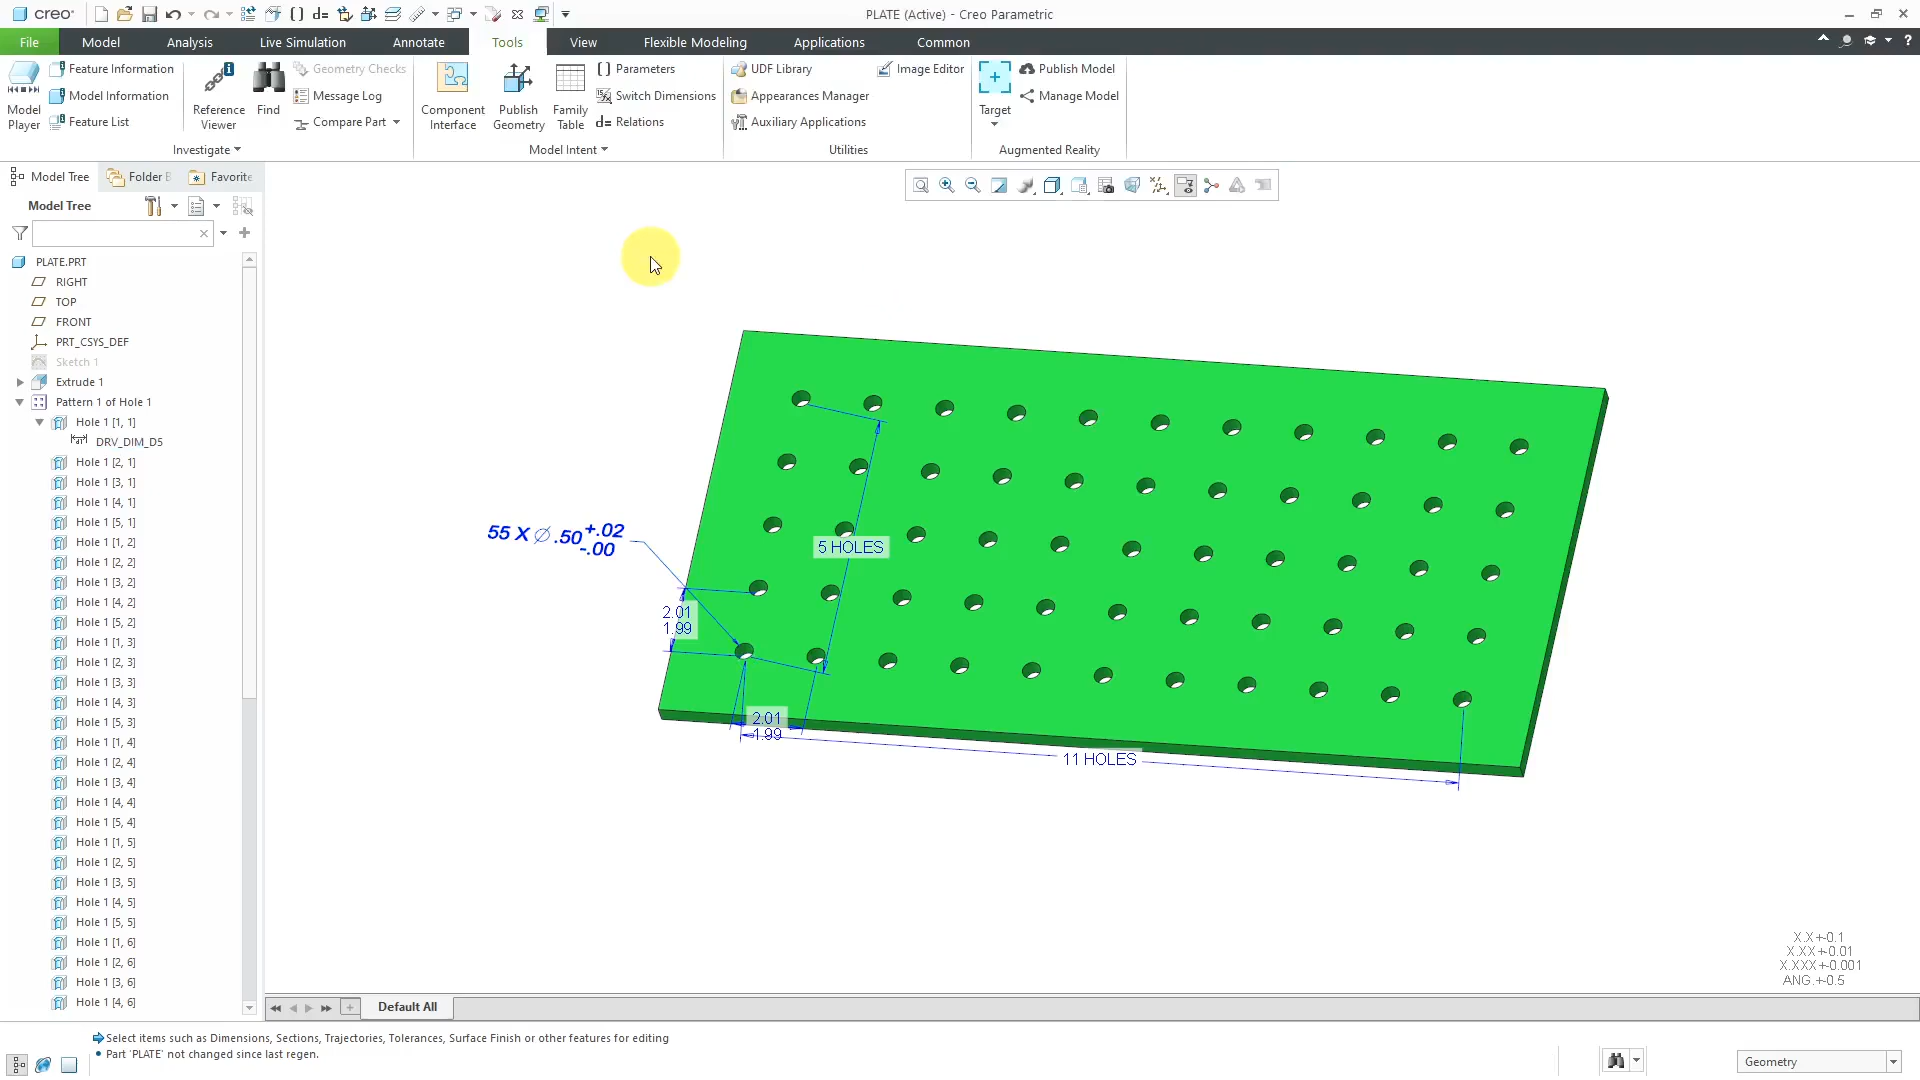 creo
PLATE (Active) - Creo Parametric
File
Model
Analysis
Live Simulation
Annotate
Tools
View
Flexible Modeling
Applications
Common
Model Player
Feature Information
Model Information
Feature List
Reference Viewer
Find
Geometry Checks
Message Log
Compare Part
Investigate
Component Interface
Publish Geometry
Family Table
Parameters
Switch Dimensions
Relations
Model Intent
UDF Library
Appearances Manager
Auxiliary Applications
Image Editor
Utilities
Target
Publish Model
Manage Model
Augmented Reality
Model Tree
Folder B
Favorite
Model Tree
PLATE.PRT
RIGHT
TOP
FRONT
PRT_CSYS_DEF
Sketch 1
Extrude 1
Pattern 1 of Hole 1
Hole 1 [1, 1]
DRV_DIM_D5
Hole 1 [2, 1]
Hole 1 [3, 1]
Hole 1 [4, 1]
Hole 1 [5, 1]
Hole 1 [1, 2]
Hole 1 [2, 2]
Hole 1 [3, 2]
Hole 1 [4, 2]
Hole 1 [5, 2]
Hole 1 [1, 3]
Hole 1 [2, 3]
Hole 1 [3, 3]
Hole 1 [4, 3]
Hole 1 [5, 3]
Hole 1 [1, 4]
Hole 1 [2, 4]
Hole 1 [3, 4]
Hole 1 [4, 4]
Hole 1 [5, 4]
Hole 1 [1, 5]
Hole 1 [2, 5]
Hole 1 [3, 5]
Hole 1 [4, 5]
Hole 1 [5, 5]
Hole 1 [1, 6]
Hole 1 [2, 6]
Hole 1 [3, 6]
Hole 1 [4, 6]
55 X ∅ .50 +.02 -.00
5 HOLES
2.01
1.99
2.01
1.99
11 HOLES
X.X+-0.1
X.XX+-0.01
X.XXX+-0.001
ANG.+-0.5
Default All
Select items such as Dimensions, Sections, Trajectories, Tolerances, Surface Finish or other features for editing
• Part 'PLATE' not changed since last regen.
Geometry